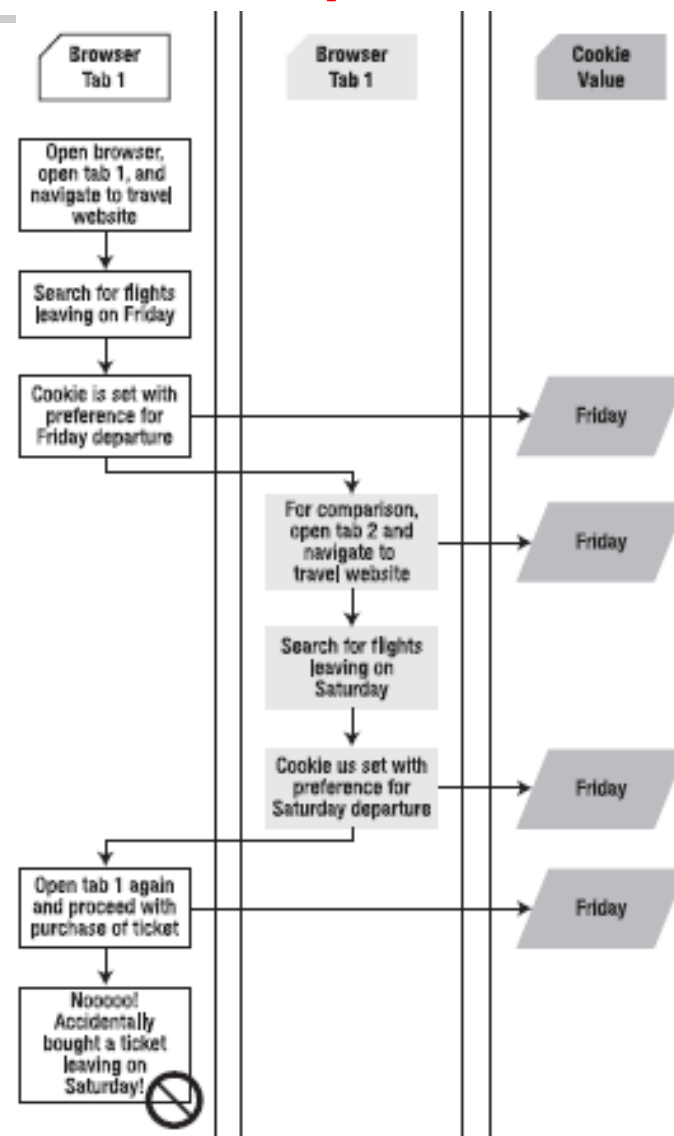 Browser
Tab 1
Browser
Tab 1
Cookie
Value
Open browser,
open tab 1, and
navigate to travel
website
Search for flights
leaving on Friday
Cookie is set with
preference for
Friday departure
Friday
For comparison,
open tab 2 and
navigate to
travel website
Friday
Search for flights
leaving on
Saturday
Cookie us set with
preference for
Saturday departure
Friday
Open tab 1 again
and proceed with
purchase of ticket
Friday
Nooooo!
Accidentally
bought a ticket
leaving on
Saturday!